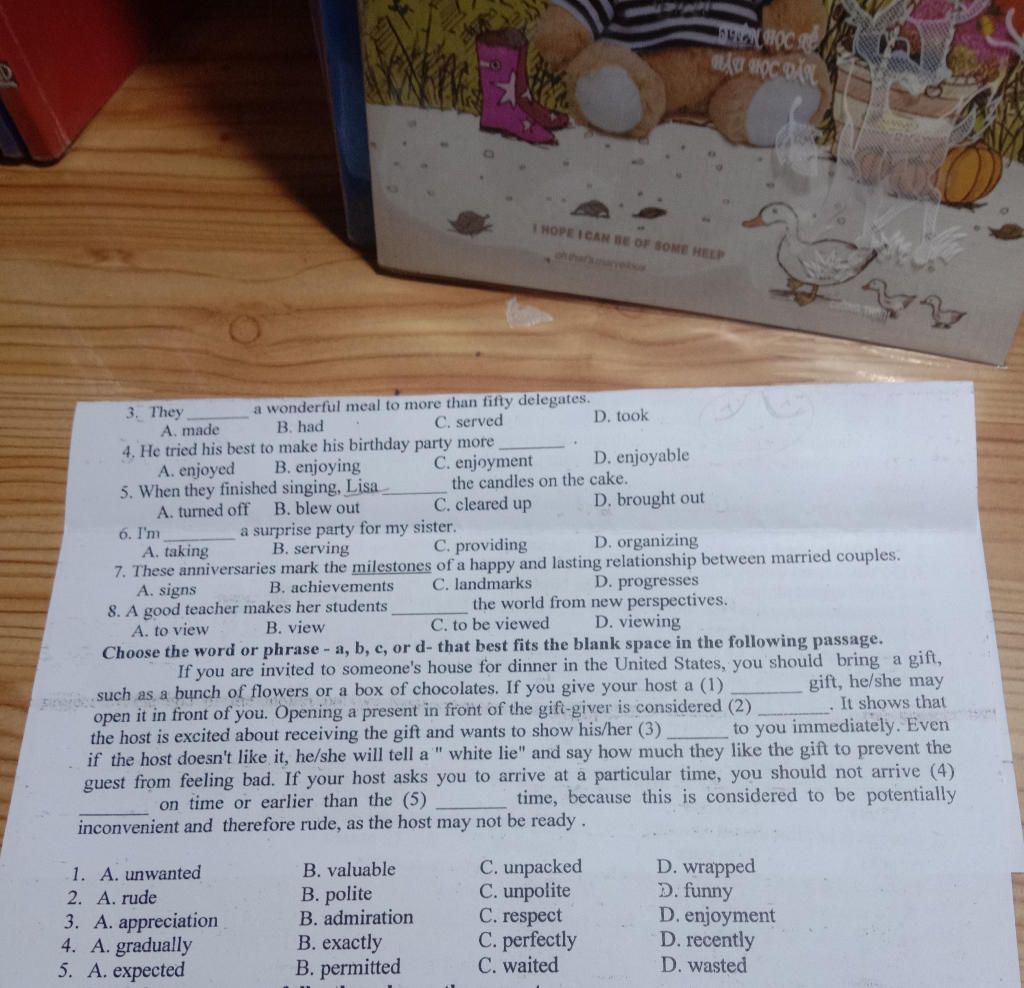 I HOPE I CAN BE OF SOME HELP
oh that's marvellous
3. They ______ a wonderful meal to more than fifty delegates.
A. made B. had C. served D. took
4. He tried his best to make his birthday party more ______ .
A. enjoyed B. enjoying C. enjoyment D. enjoyable
5. When they finished singing, Lisa ______ the candles on the cake.
A. turned off B. blew out C. cleared up D. brought out
6. I'm ______ a surprise party for my sister.
A. taking B. serving C. providing D. organizing
7. These anniversaries mark the milestones of a happy and lasting relationship between married couples.
A. signs B. achievements C. landmarks D. progresses
8. A good teacher makes her students ______ the world from new perspectives.
A. to view B. view C. to be viewed D. viewing
Choose the word or phrase - a, b, c, or d- that best fits the blank space in the following passage.
If you are invited to someone's house for dinner in the United States, you should bring a gift,
such as a bunch of flowers or a box of chocolates. If you give your host a (1) ______ gift, he/she may
open it in front of you. Opening a present in front of the gift-giver is considered (2) ______. It shows that
the host is excited about receiving the gift and wants to show his/her (3) ______ to you immediately. Even
if the host doesn't like it, he/she will tell a " white lie" and say how much they like the gift to prevent the
guest from feeling bad. If your host asks you to arrive at a particular time, you should not arrive (4)
______ on time or earlier than the (5) ______ time, because this is considered to be potentially
inconvenient and therefore rude, as the host may not be ready .
1. A. unwanted B. valuable C. unpacked D. wrapped
2. A. rude B. polite C. unpolite D. funny
3. A. appreciation B. admiration C. respect D. enjoyment
4. A. gradually B. exactly C. perfectly D. recently
5. A. expected B. permitted C. waited D. wasted